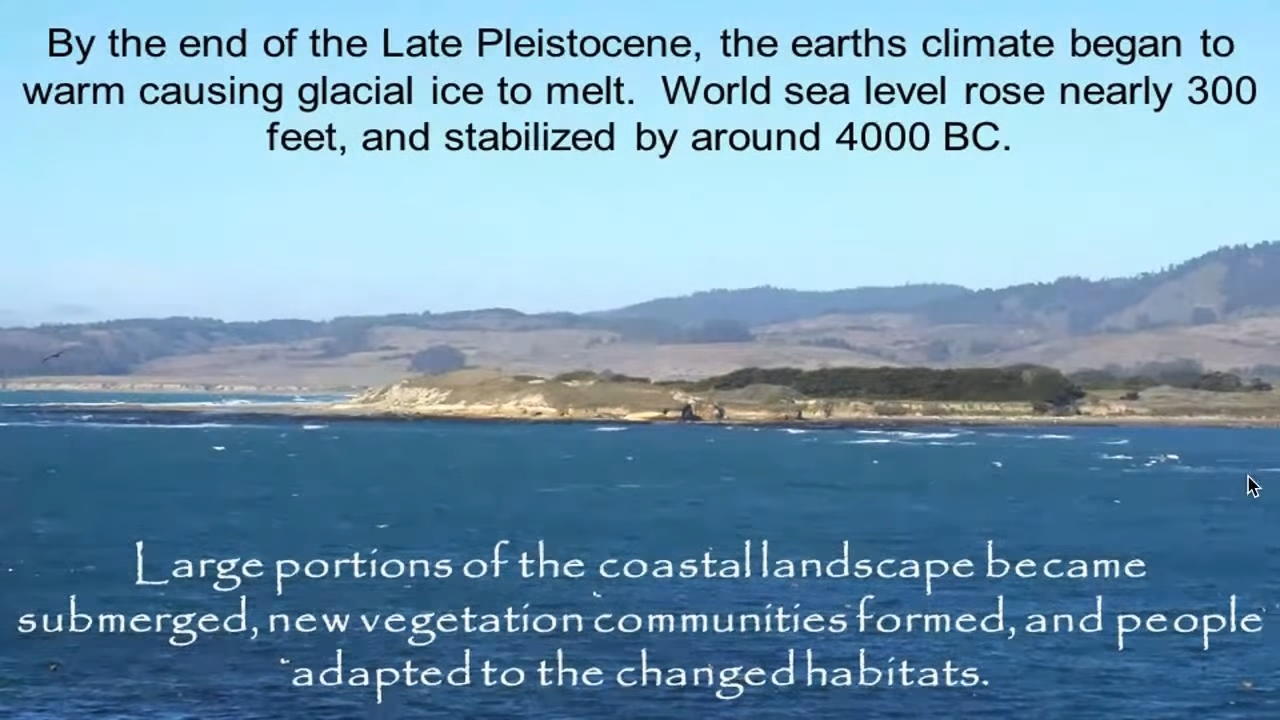 By the end of the Late Pleistocene, the earths climate began to
warm causing glacial ice to melt.  World sea level rose nearly 300
feet, and stabilized by around 4000 BC.
Large portions of the coastal landscape became
submerged, new vegetation communities formed, and people
adapted to the changed habitats.